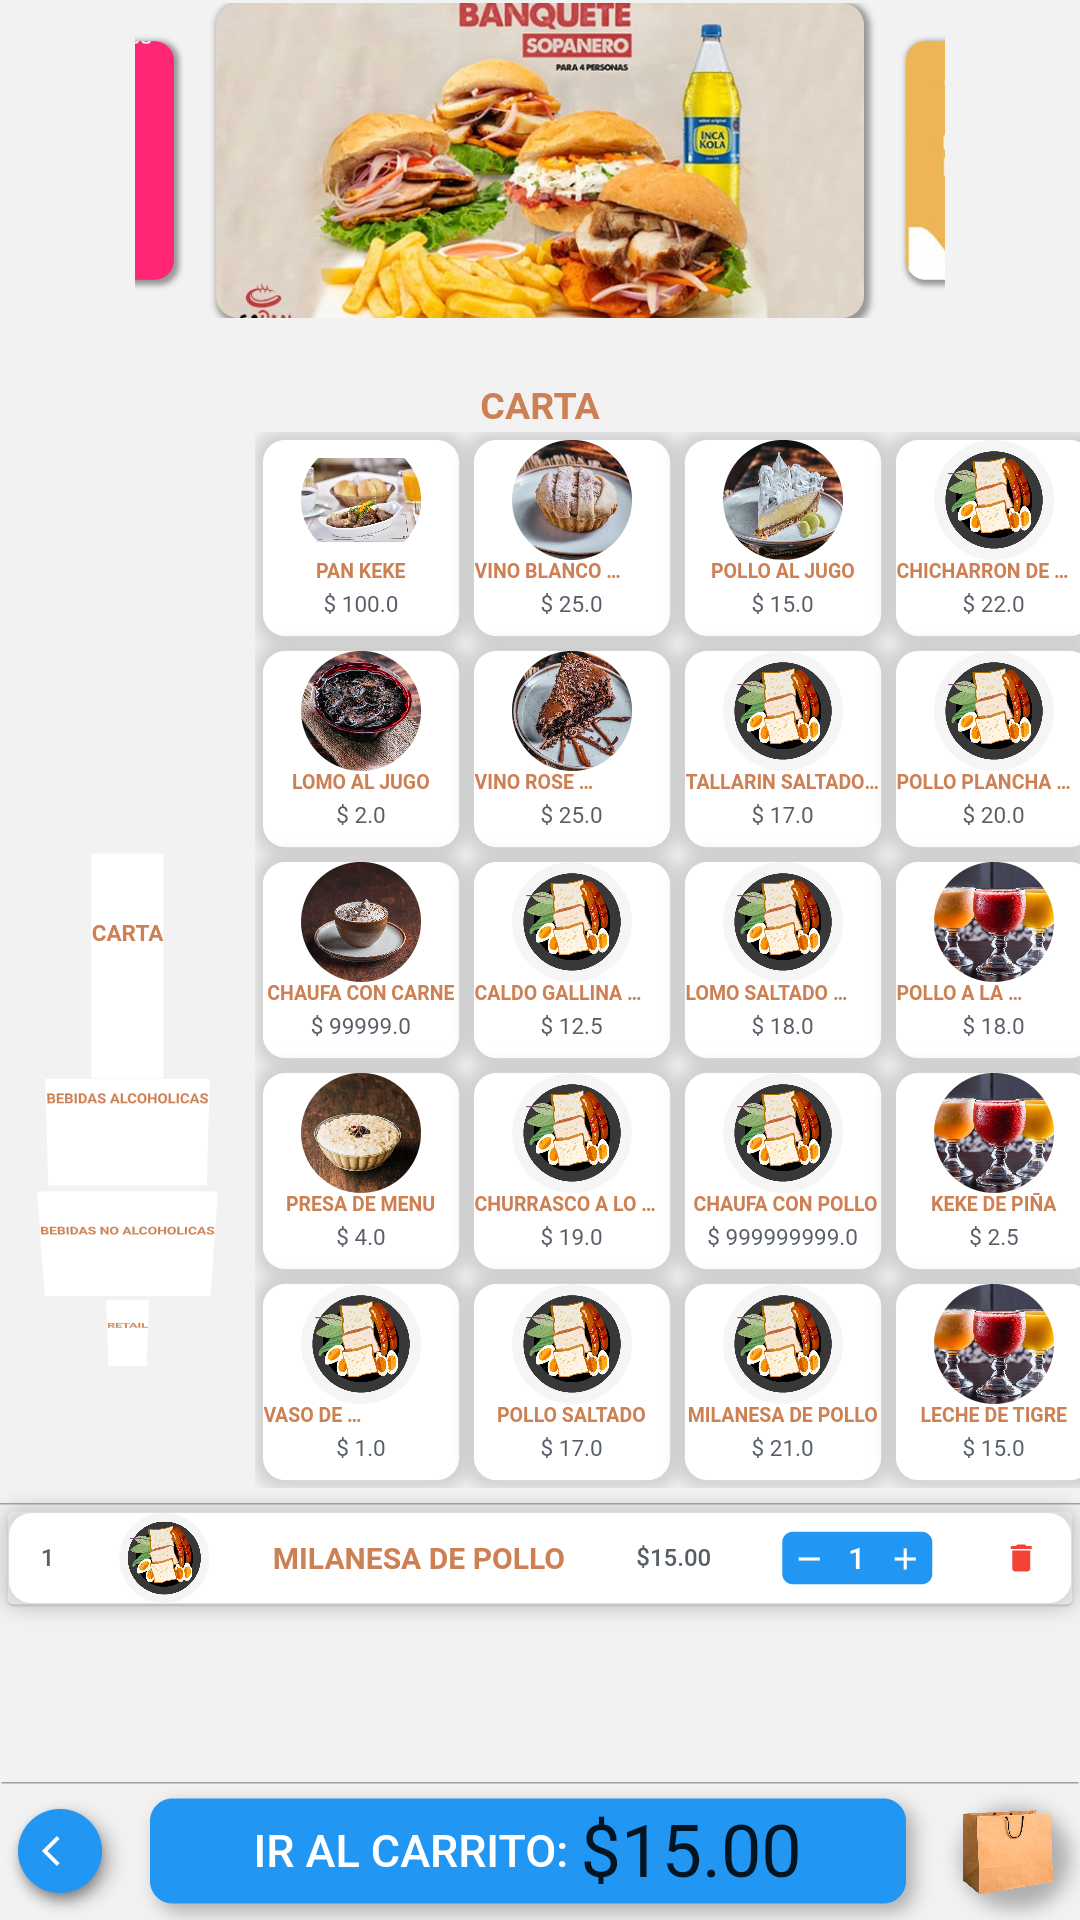 BANQUETE
SOPANERO
PARA 4 PERSONAS
INCA
KOLA
CARTA
PAN KEKE
$ 100.0
VINO BLANCO ...
$ 25.0
POLLO AL JUGO
$ 15.0
CHICHARRON DE ...
$ 22.0
LOMO AL JUGO
$ 2.0
VINO ROSE ...
$ 25.0
TALLARIN SALTADO...
$ 17.0
POLLO PLANCHA ...
$ 20.0
CHAUFA CON CARNE
$ 99999.0
CALDO GALLINA ...
$ 12.5
LOMO SALTADO ...
$ 18.0
POLLO A LA ...
$ 18.0
PRESA DE MENU
$ 4.0
CHURRASCO A LO ...
$ 19.0
CHAUFA CON POLLO
$ 999999999.0
KEKE DE PIÑA
$ 2.5
VASO DE ...
$ 1.0
POLLO SALTADO
$ 17.0
MILANESA DE POLLO
$ 21.0
LECHE DE TIGRE
$ 15.0
CARTA
BEBIDAS ALCOHOLICAS
BEBIDAS NO ALCOHOLICAS
RETAIL
1
MILANESA DE POLLO
$15.00
1
IR AL CARRITO: $15.00